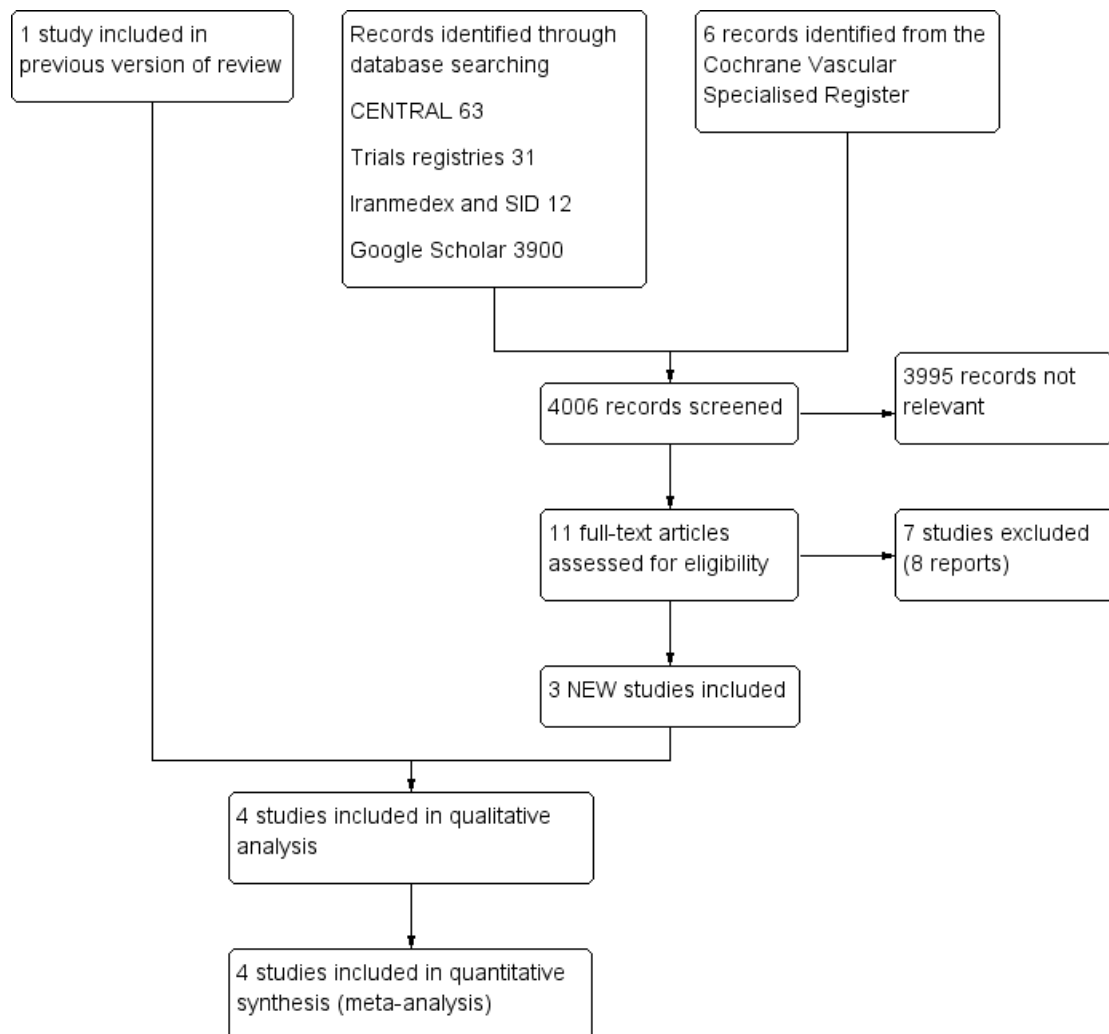 1 study included in
previous version of review
Records identified through
database searching
CENTRAL 63
Trials registries 31
Iranmedex and SID 12
Google Scholar 3900
6 records identified from the
Cochrane Vascular
Specialised Register
4006 records screened
3995 records not
relevant
11 full-text articles
assessed for eligibility
7 studies excluded
(8 reports)
3 NEW studies included
4 studies included in qualitative
analysis
4 studies included in quantitative
synthesis (meta-analysis)